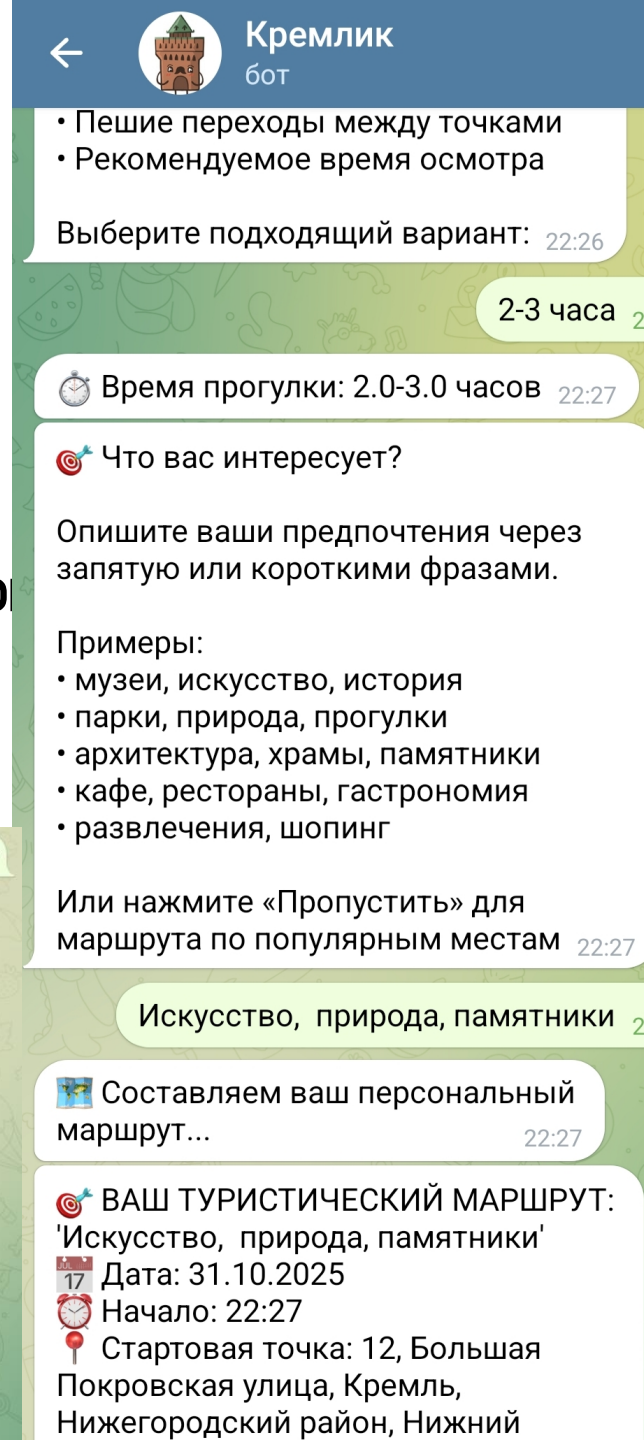 Кремлик
бот
• Пешие переходы между точками
• Рекомендуемое время осмотра
Выберите подходящий вариант: 22:26
2-3 часа
Время прогулки: 2.0-3.0 часов 22:27
Что вас интересует?
Опишите ваши предпочтения через
запятую или короткими фразами.
Примеры:
• музеи, искусство, история
• парки, природа, прогулки
• архитектура, храмы, памятники
• кафе, рестораны, гастрономия
• развлечения, шопинг
Или нажмите «Пропустить» для
маршрута по популярным местам 22:27
Искусство,  природа, памятники
Составляем ваш персональный
маршрут... 22:27
ВАШ ТУРИСТИЧЕСКИЙ МАРШРУТ:
'Искусство,  природа, памятники'
JUL 17 Дата: 31.10.2025
Начало: 22:27
Стартовая точка: 12, Большая
Покровская улица, Кремль,
Нижегородский район, Нижний